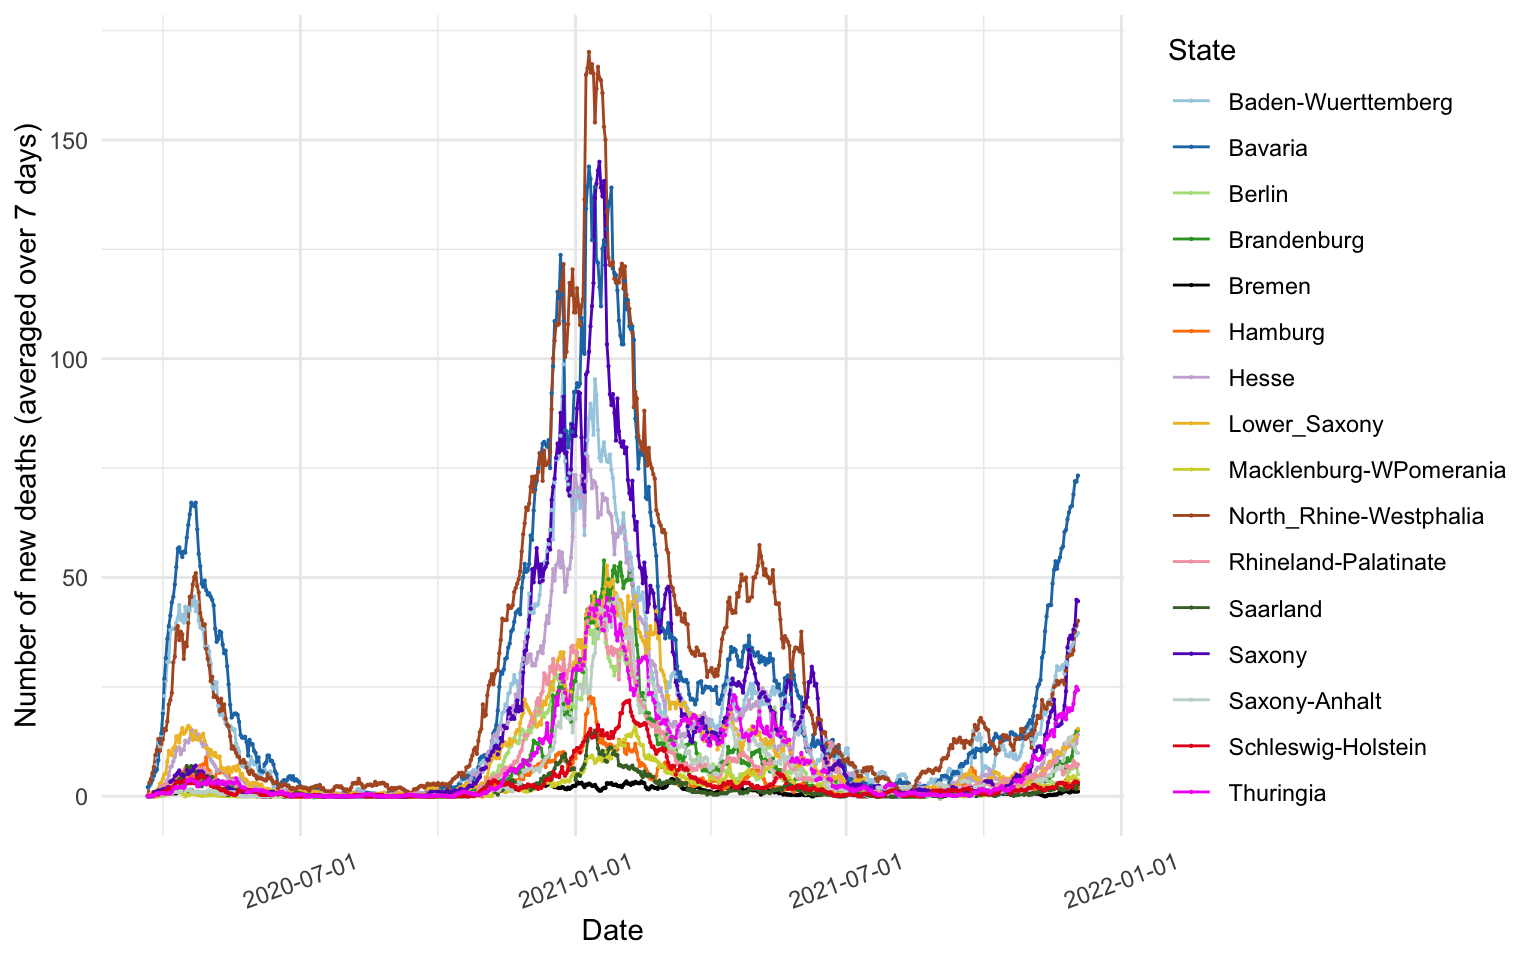 Number of new deaths (averaged over 7 days)
150
100
50
0
2020-07-01
2021-01-01
2021-07-01
2022-01-01
Date
State
Baden-Wuerttemberg
Bavaria
Berlin
Brandenburg
Bremen
Hamburg
Hesse
Lower_Saxony
Macklenburg-WPomerania
North_Rhine-Westphalia
Rhineland-Palatinate
Saarland
Saxony
Saxony-Anhalt
Schleswig-Holstein
Thuringia